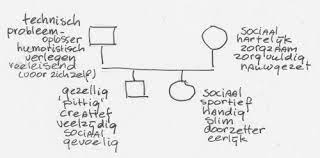 technisch
probleem-
oplosser
humoristisch
verlegen
veeleisend
(voor zichzelf)
sociaal
hartelijk
zorgzaam
zorgvuldig
nauwgezet
gezellig
pittig
creatief
veelzijdig
sociaal
gevoelig
sociaal
sportief
handig
slim
doorzetter
eerlijk